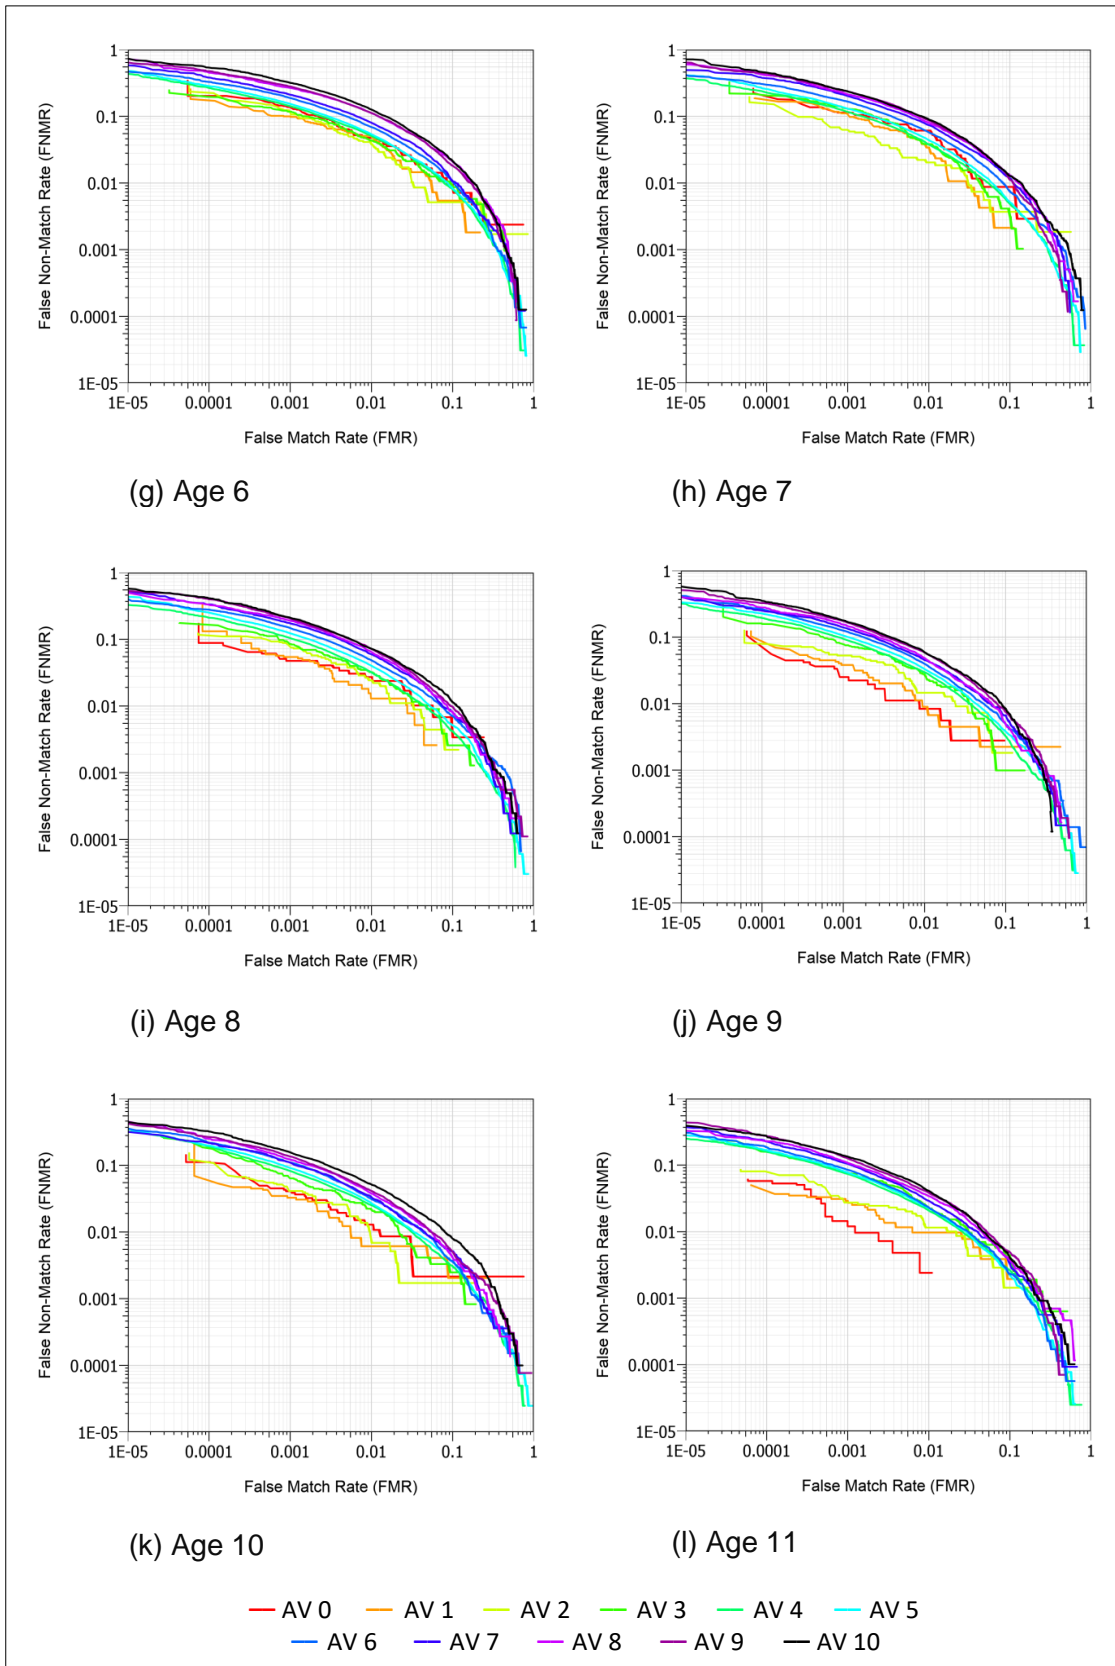 1
0.1
0.01
0.001
0.0001
1E-05
1E-05 0.0001 0.001 0.01 0.1 1
False Non-Match Rate (FNMR)
False Match Rate (FMR)
(g) Age 6
1
0.1
0.01
0.001
0.0001
1E-05
1E-05 0.0001 0.001 0.01 0.1 1
False Non-Match Rate (FNMR)
False Match Rate (FMR)
(h) Age 7
1
0.1
0.01
0.001
0.0001
1E-05
1E-05 0.0001 0.001 0.01 0.1 1
False Non-Match Rate (FNMR)
False Match Rate (FMR)
(i) Age 8
1
0.1
0.01
0.001
0.0001
1E-05
1E-05 0.0001 0.001 0.01 0.1 1
False Non-Match Rate (FNMR)
False Match Rate (FMR)
(j) Age 9
1
0.1
0.01
0.001
0.0001
1E-05
1E-05 0.0001 0.001 0.01 0.1 1
False Non-Match Rate (FNMR)
False Match Rate (FMR)
(k) Age 10
1
0.1
0.01
0.001
0.0001
1E-05
1E-05 0.0001 0.001 0.01 0.1 1
False Non-Match Rate (FNMR)
False Match Rate (FMR)
(l) Age 11
AV 0 AV 1 AV 2 AV 3 AV 4 AV 5
AV 6 AV 7 AV 8 AV 9 AV 10